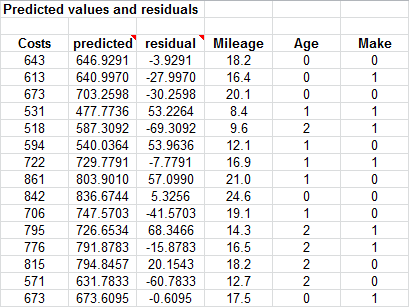 Predicted values and residuals
Costs predicted residual Mileage Age Make
643 646.9291 -3.9291 18.2 0 0
613 640.9970 -27.9970 16.4 0 1
673 703.2598 -30.2598 20.1 0 0
531 477.7736 53.2264 8.4 1 1
518 587.3092 -69.3092 9.6 2 1
594 540.0364 53.9636 12.1 1 0
722 729.7791 -7.7791 16.9 1 1
861 803.9010 57.0990 21.0 1 0
842 836.6744 5.3256 24.6 0 0
706 747.5703 -41.5703 19.1 1 0
795 726.6534 68.3466 14.3 2 1
776 791.8783 -15.8783 16.5 2 1
815 794.8457 20.1543 18.2 2 0
571 631.7833 -60.7833 12.7 2 0
673 673.6095 -0.6095 17.5 0 1